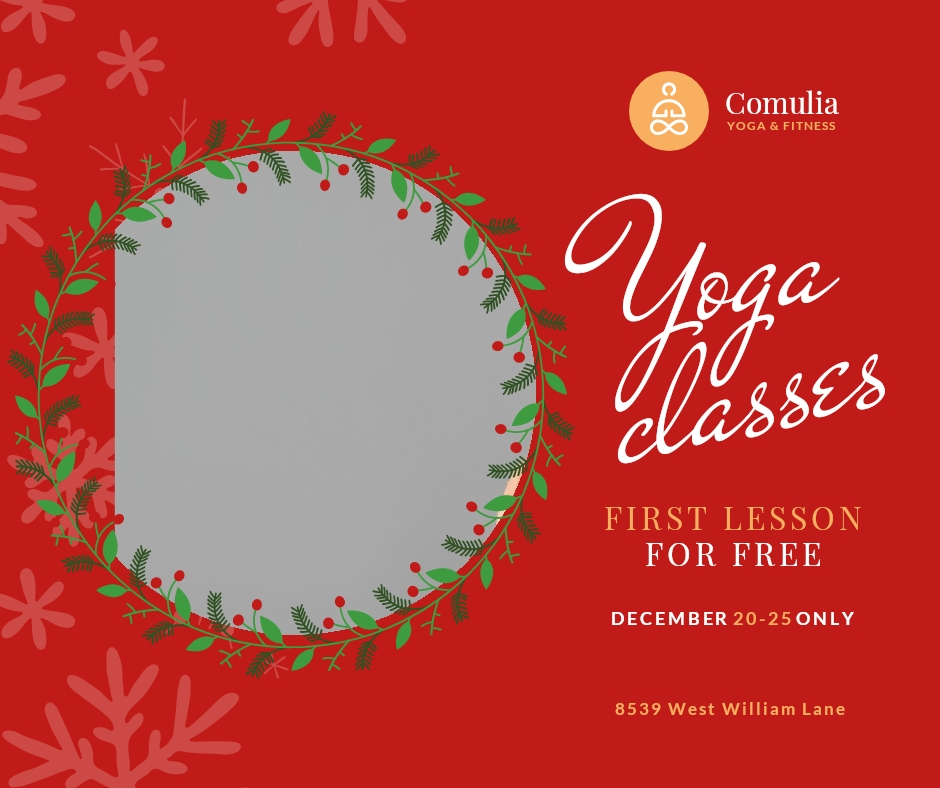 Comulia
YOGA & FITNESS
Yoga
classes
FIRST LESSON
FOR FREE
DECEMBER 20-25 ONLY
8539 West William Lane